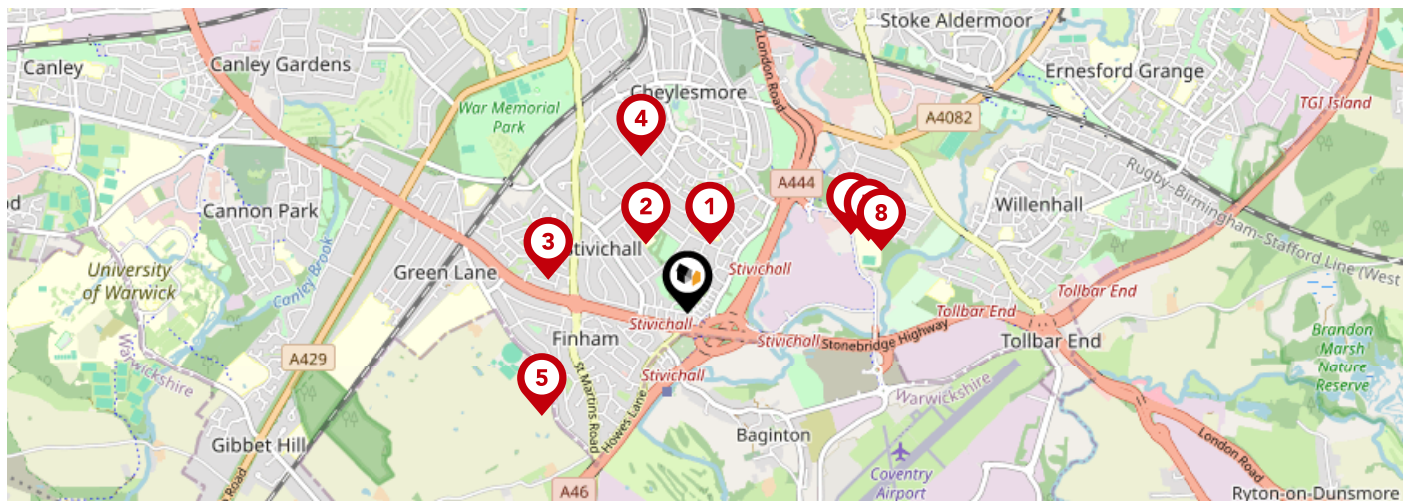 Stoke Aldermoor
London Road
Canley
Canley Gardens
Ernesford Grange
Cheylesmore
TGI Island
War Memorial
Park
4
A4082
Rugby-Birmingham-Stafford Line (West
A444
Cannon Park
2
1
8
Willenhall
3
Stivichall
Green Lane
University
of Warwick
Canley Brook
Stivichall
Tollbar End
Tollbar End
Stivichall
Finham
Stivichall
Stonebridge Highway
Tollbar End
Brandon
Marsh
Nature
Reserve
Warwickshire
A429
5
St Martins Road
Stivichall
Howes Lane
Warwickshire
Baginton
Gibbet Hill
London Road
Coventry
Airport
Road
A46
Ryton-on-Dunsmore